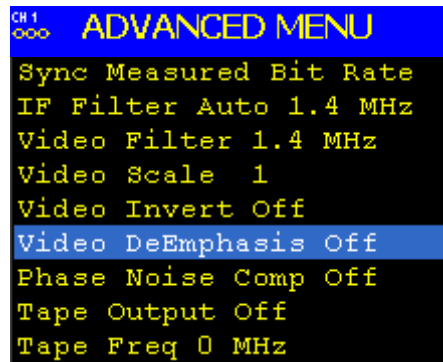 CH 1
ooo ADVANCED MENU
Sync Measured Bit Rate
IF Filter Auto 1.4 MHz
Video Filter 1.4 MHz
Video Scale 1
Video Invert Off
Video DeEmphasis Off
Phase Noise Comp Off
Tape Output Off
Tape Freq 0 MHz